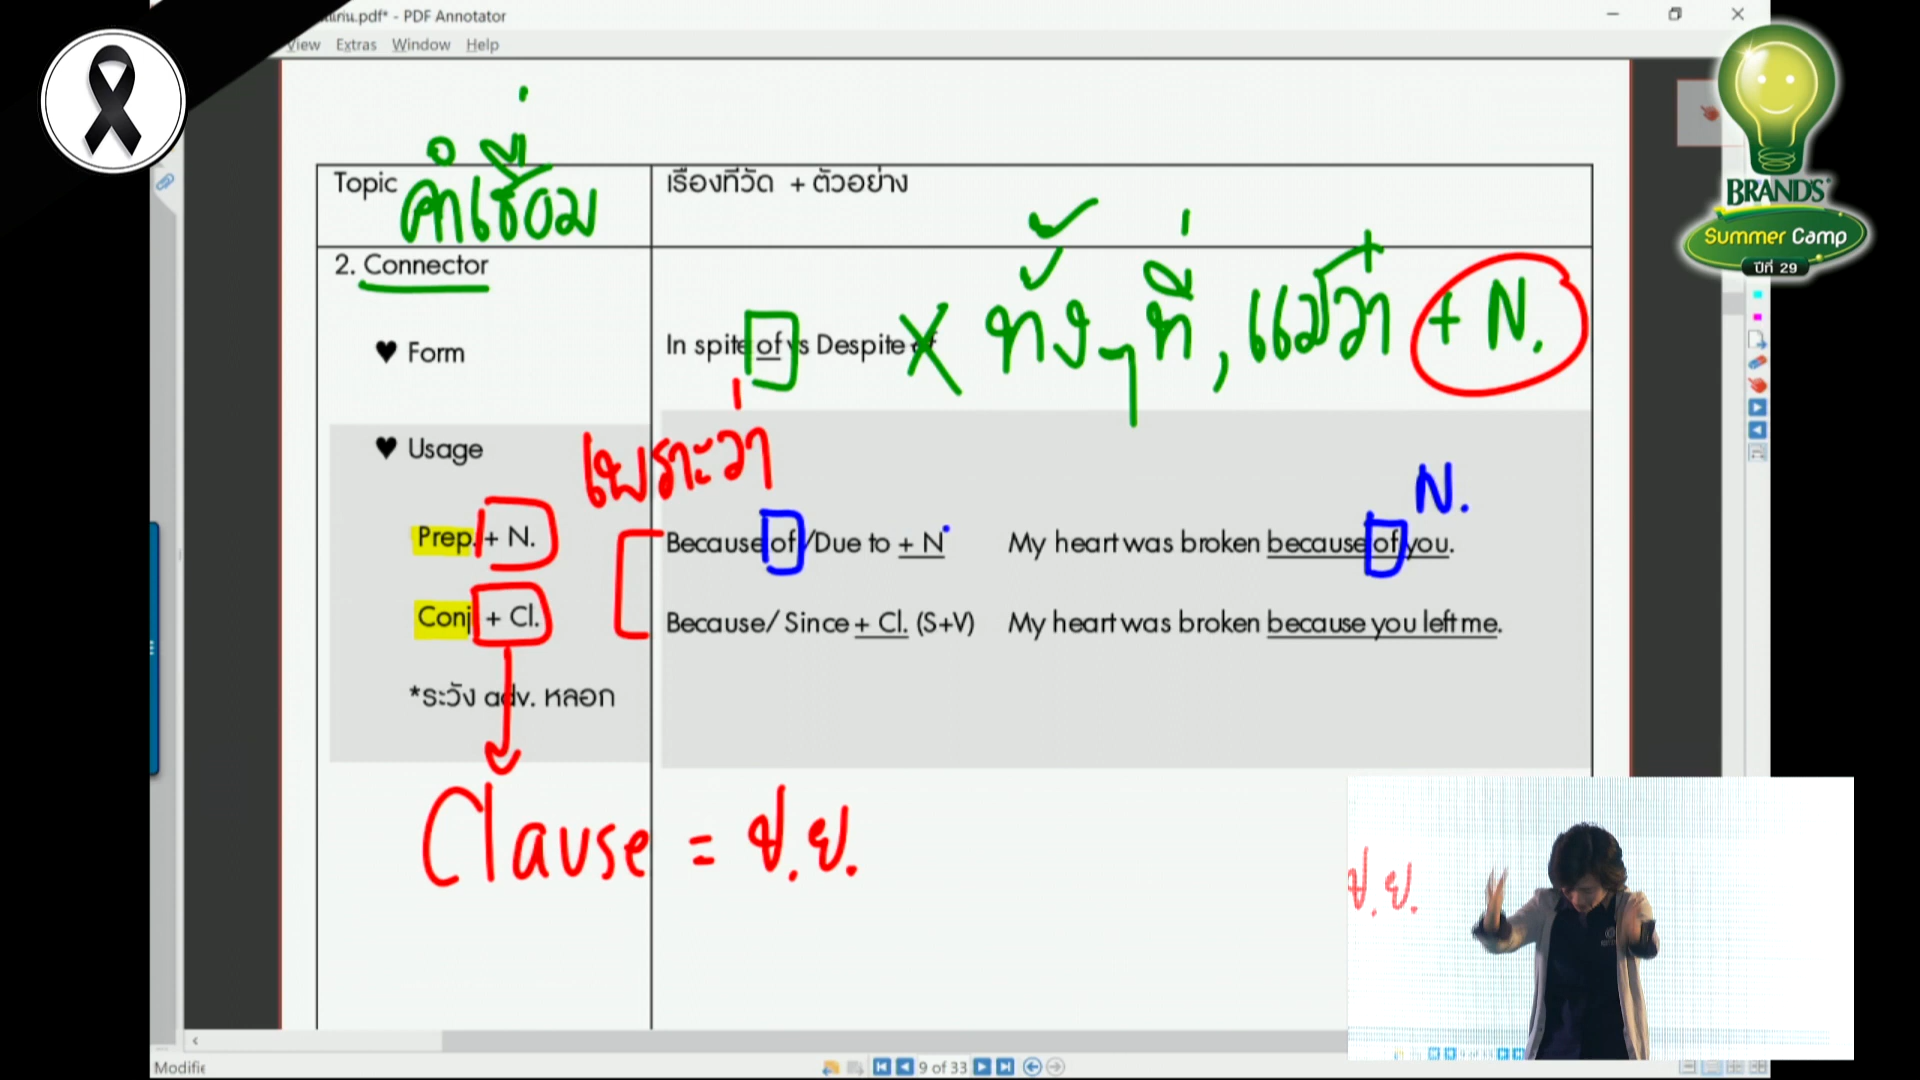 แกน.pdf* - PDF Annotator
View Extras Window Help
BRAND'S
Summer Camp
ปีที่ 29
Topic คำเชื่อม
เรื่องที่วัด + ตัวอย่าง
2. Connector
♥ Form
In spite of vs Despite of
ทั้งๆ ที่, แม้ว่า + N.
♥ Usage
เพราะว่า
N.
Prep. + N.
Because of /Due to + N
My heart was broken because of you.
Conj + Cl.
Because/ Since + Cl. (S+V)
My heart was broken because you left me.
*ระวัง adv. หลอก
Clause = ป.ย.
ป.ย.
9 of 33